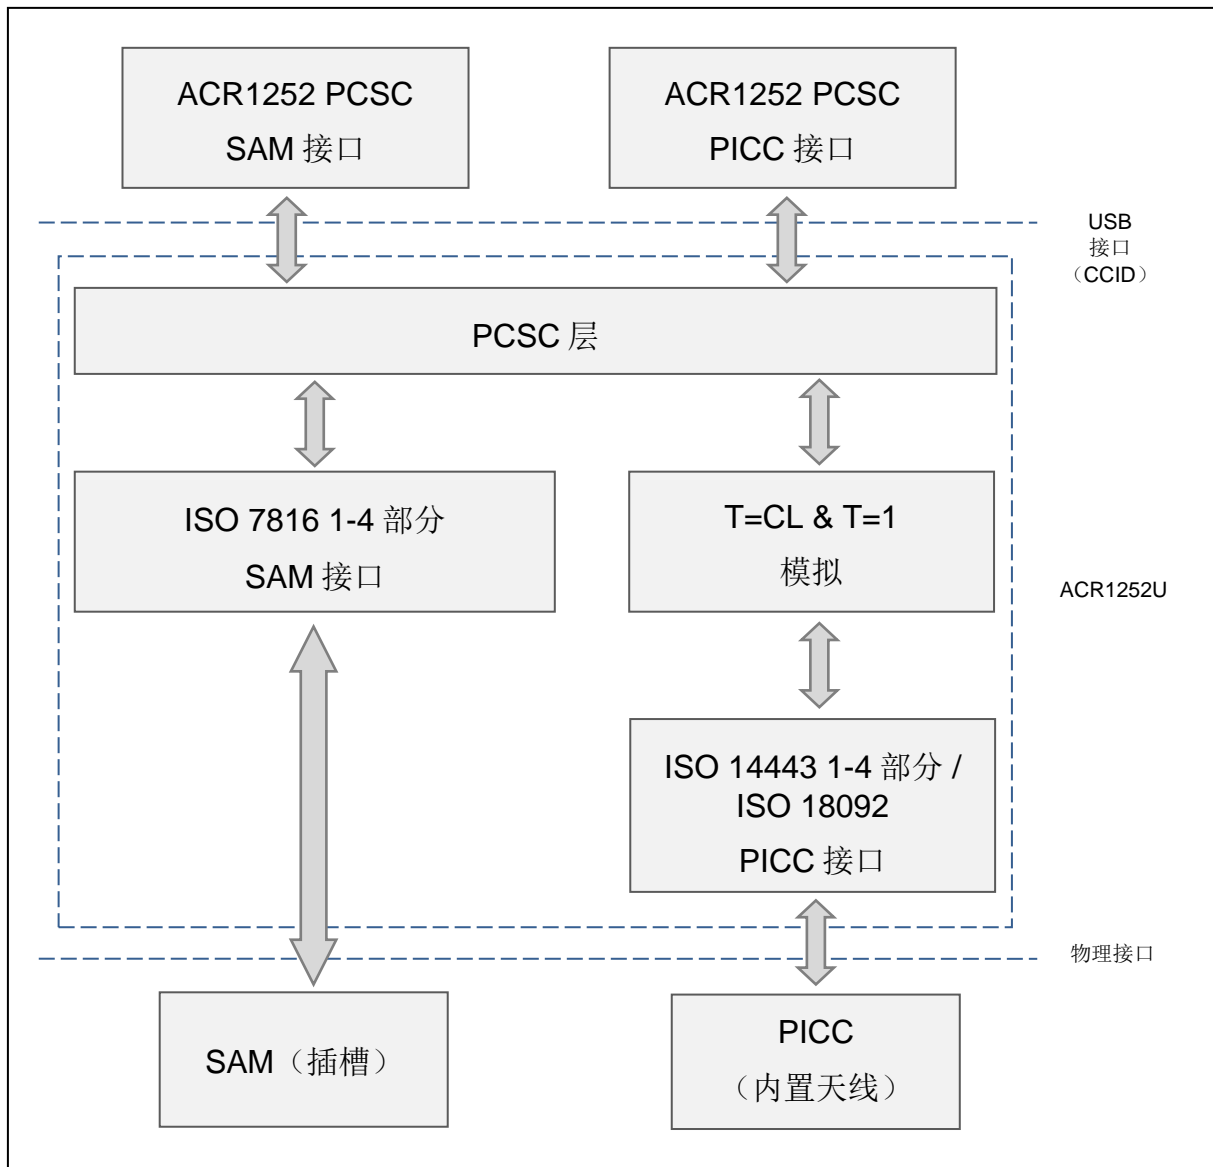 ACR1252 PCSC
SAM 接口
ACR1252 PCSC
PICC 接口
USB
接口
（CCID）
PCSC 层
ISO 7816 1-4 部分
SAM 接口
T=CL & T=1
模拟
ACR1252U
ISO 14443 1-4 部分 /
ISO 18092
PICC 接口
物理接口
SAM（插槽）
PICC
（内置天线）